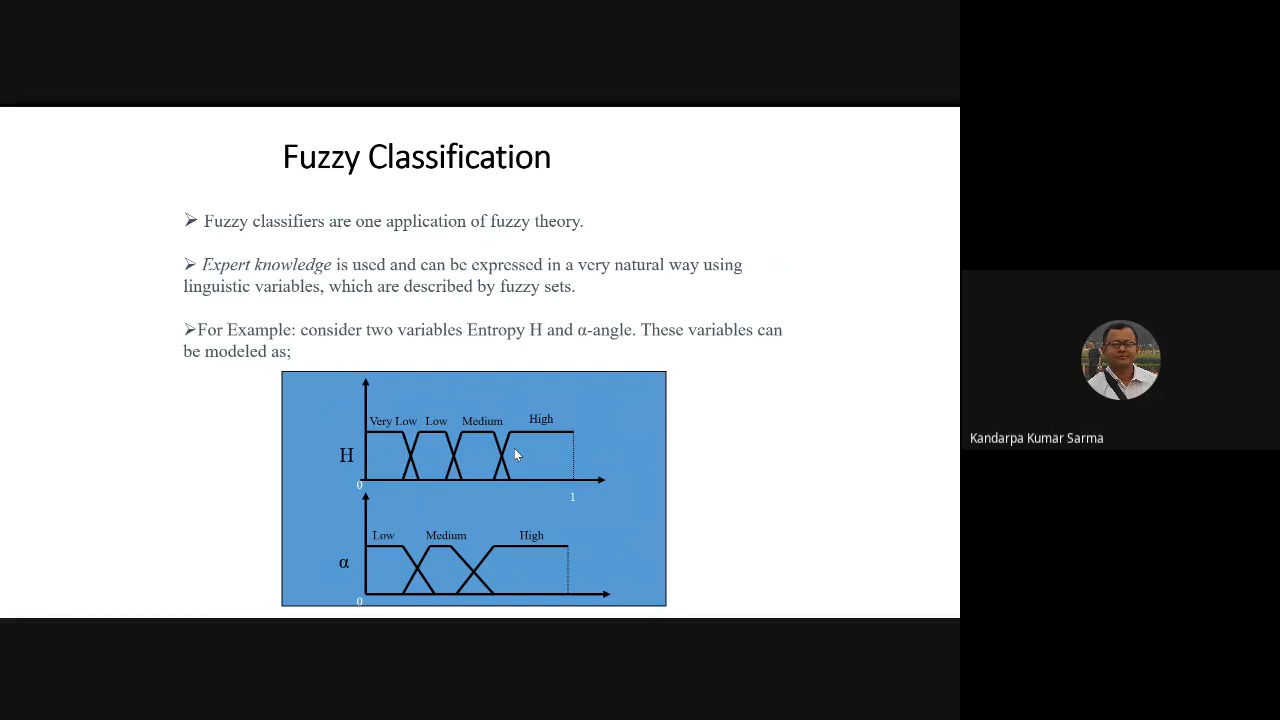 Fuzzy Classification
➢ Fuzzy classifiers are one application of fuzzy theory.
➢ Expert knowledge is used and can be expressed in a very natural way using
linguistic variables, which are described by fuzzy sets.
➢For Example: consider two variables Entropy H and α-angle. These variables can
be modeled as;
Very Low Low Medium High
H
0 1
Low Medium High
α
0
Kandarpa Kumar Sarma